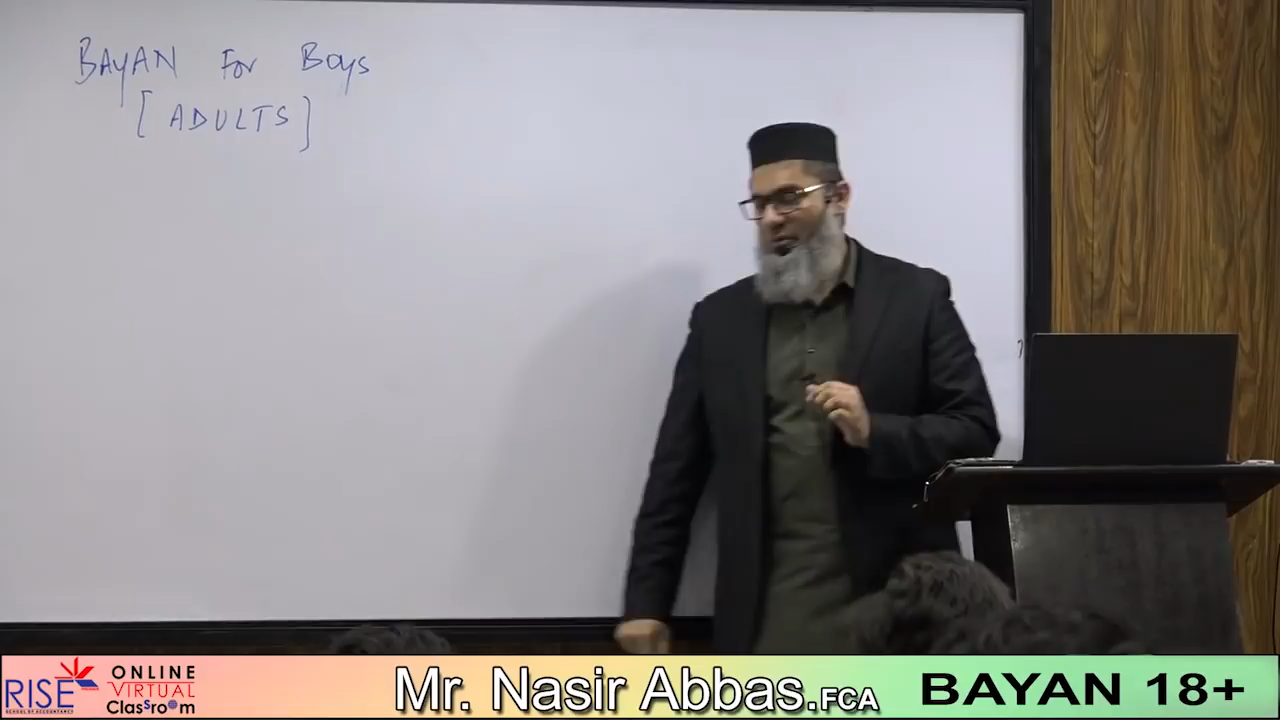 BAYAN For Boys
[ADULTS]
RISE
SCHOOL OF ACCOUNTANCY
ONLINE
VIRTUAL
Classroom
Mr. Nasir Abbas.FCA
BAYAN 18+